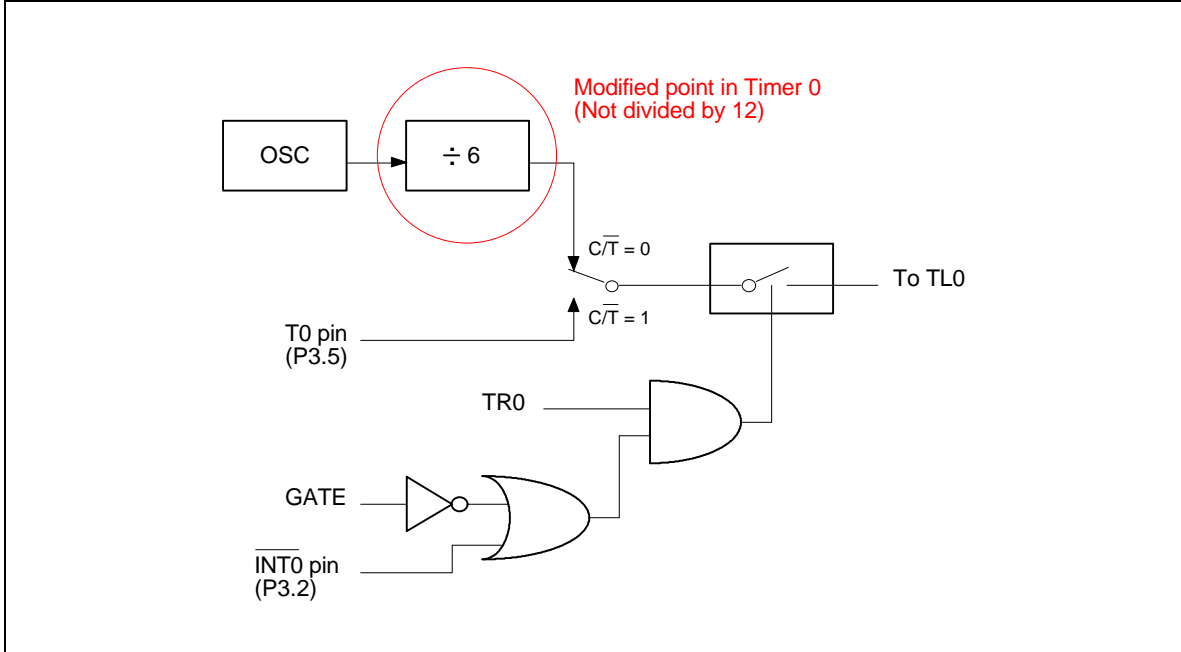 Modified point in Timer 0
(Not divided by 12)
OSC
÷ 6
C/T̅ = 0
To TL0
C/T̅ = 1
T0 pin
(P3.5)
TR0
GATE
I̅N̅T̅0̅ pin
(P3.2)